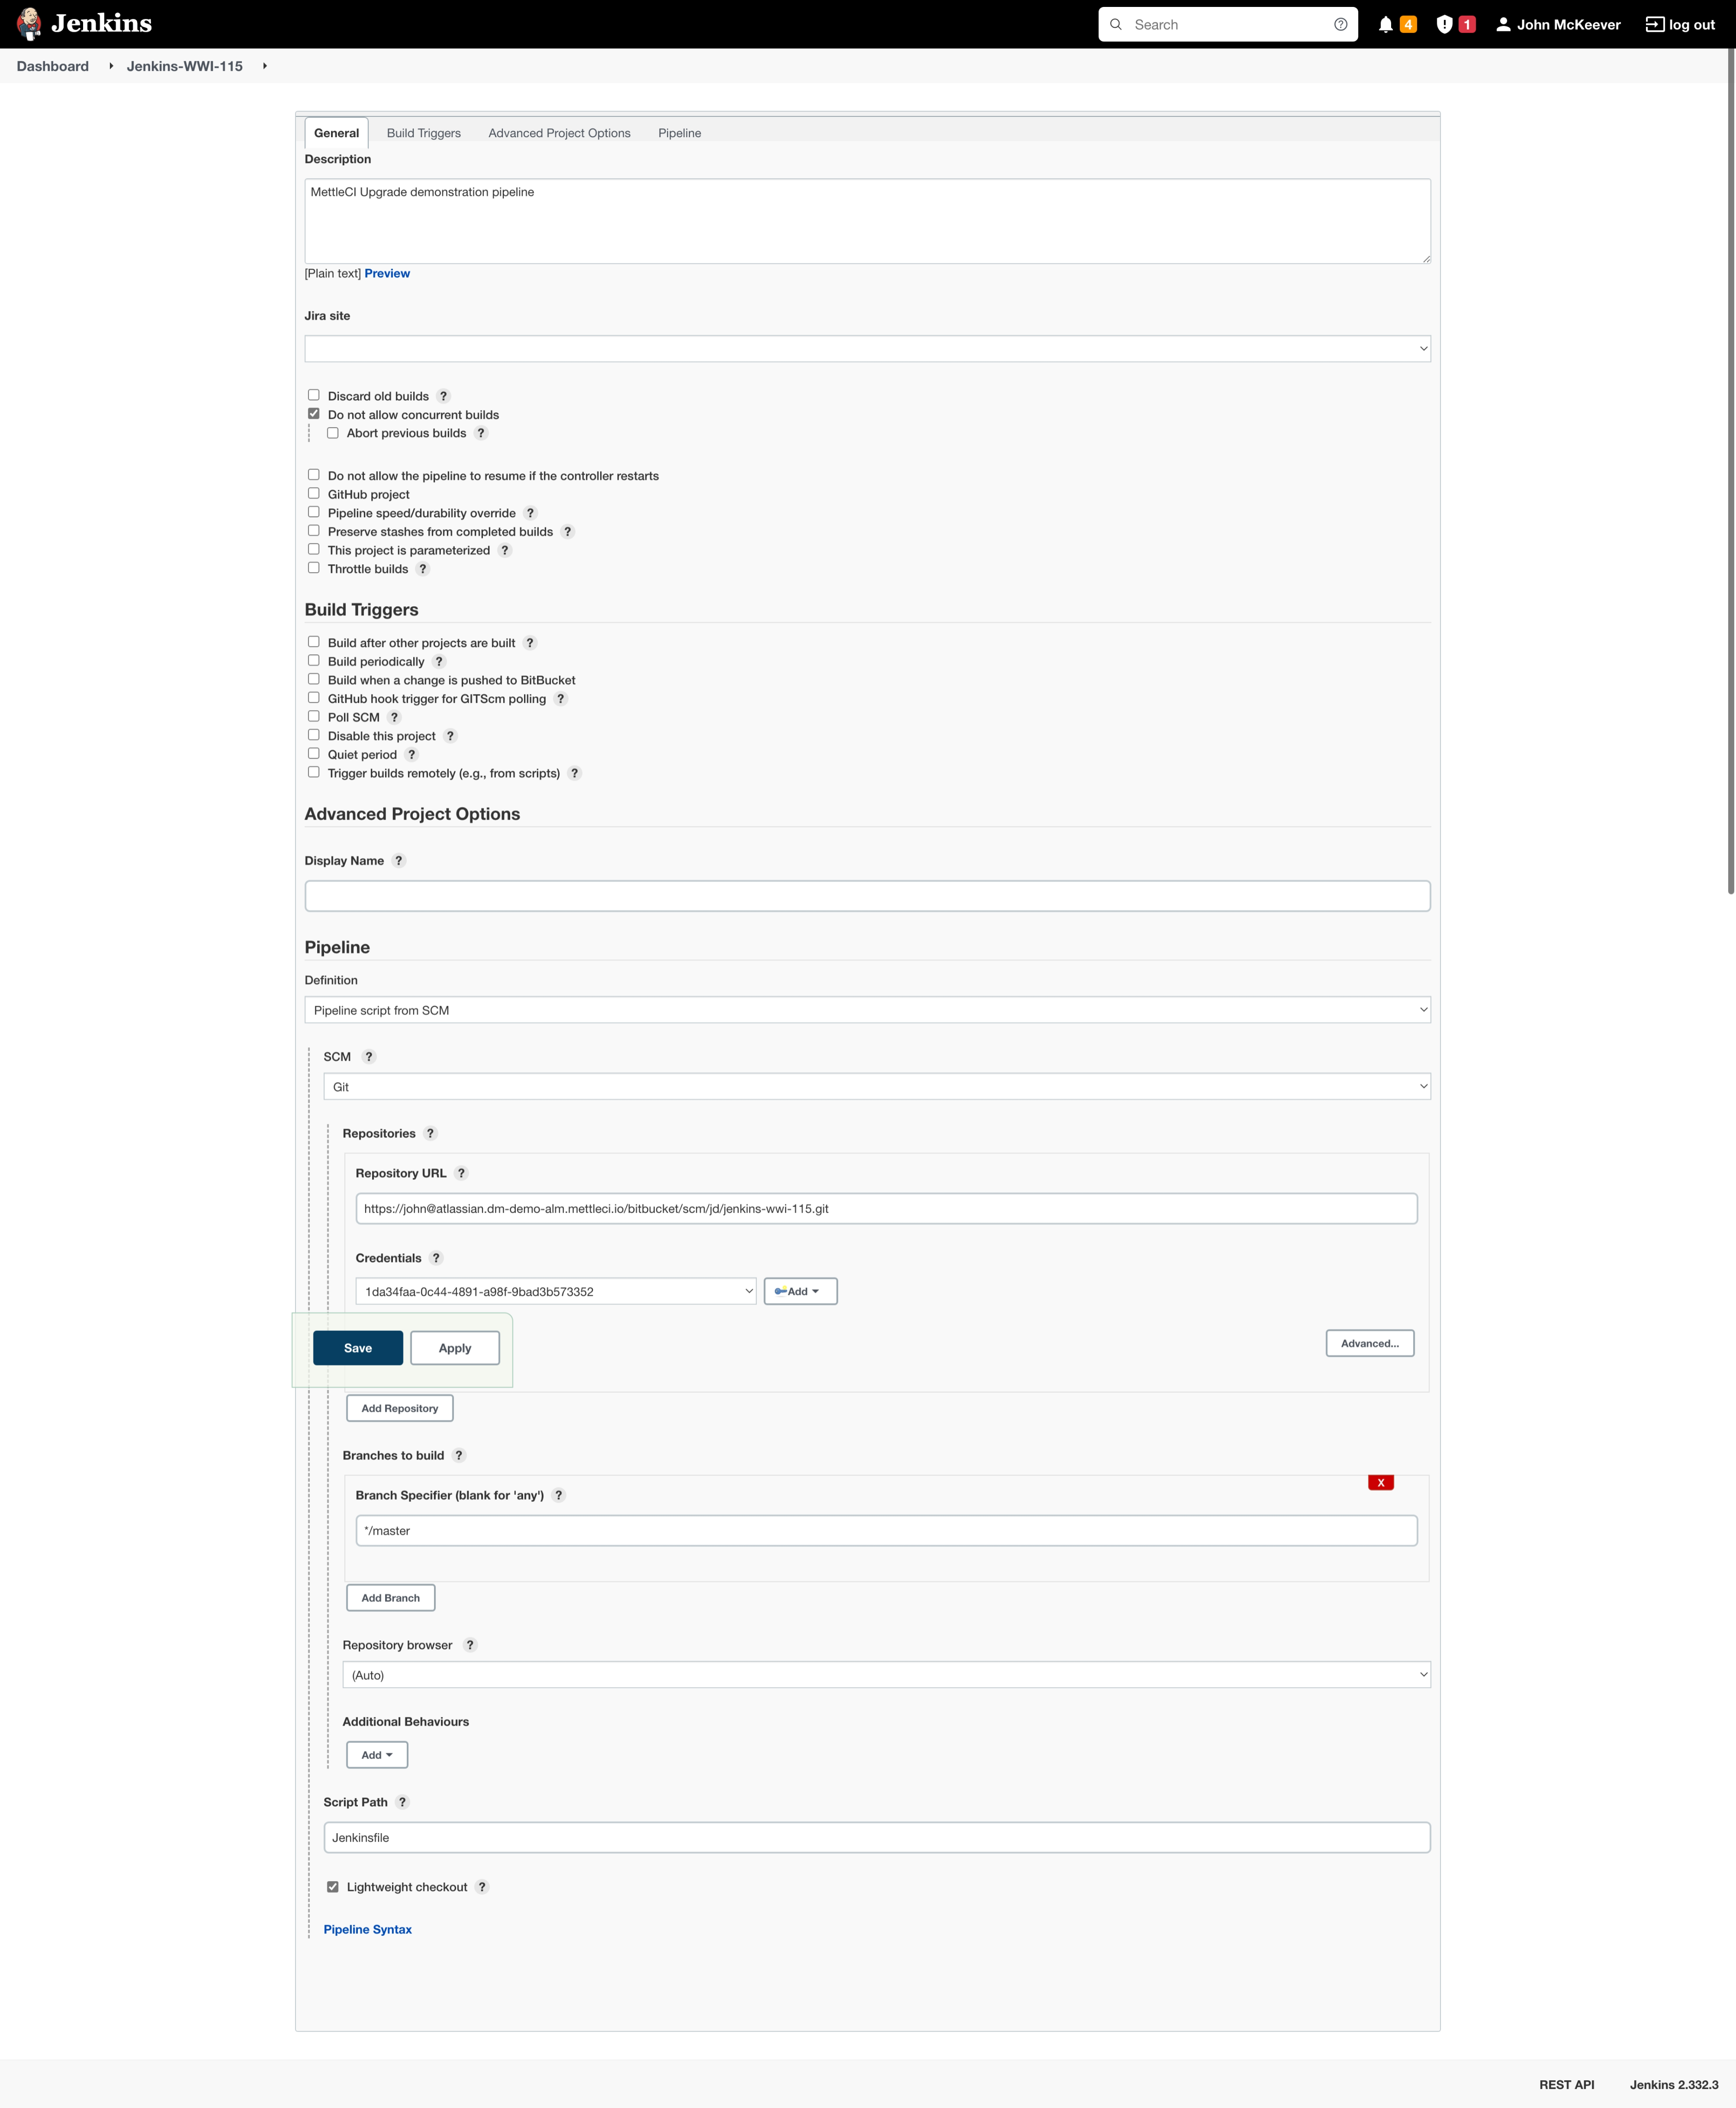 Jenkins
Search
4
1
John McKeever
log out
Dashboard
Jenkins-WWI-115
General
Build Triggers
Advanced Project Options
Pipeline
Description
MettleCI Upgrade demonstration pipeline
[Plain text] Preview
Jira site
Discard old builds ?
Do not allow concurrent builds
Abort previous builds ?
Do not allow the pipeline to resume if the controller restarts
GitHub project
Pipeline speed/durability override ?
Preserve stashes from completed builds ?
This project is parameterized ?
Throttle builds ?
Build Triggers
Build after other projects are built ?
Build periodically ?
Build when a change is pushed to BitBucket
GitHub hook trigger for GITScm polling ?
Poll SCM ?
Disable this project ?
Quiet period ?
Trigger builds remotely (e.g., from scripts) ?
Advanced Project Options
Display Name ?
Pipeline
Definition
Pipeline script from SCM
SCM ?
Git
Repositories ?
Repository URL ?
https://john@atlassian.dm-demo-alm.mettleci.io/bitbucket/scm/jd/jenkins-wwi-115.git
Credentials ?
1da34faa-0c44-4891-a98f-9bad3b573352
Add
Save
Apply
Advanced...
Add Repository
Branches to build ?
X
Branch Specifier (blank for 'any') ?
*/master
Add Branch
Repository browser ?
(Auto)
Additional Behaviours
Add
Script Path ?
Jenkinsfile
Lightweight checkout ?
Pipeline Syntax
REST API
Jenkins 2.332.3